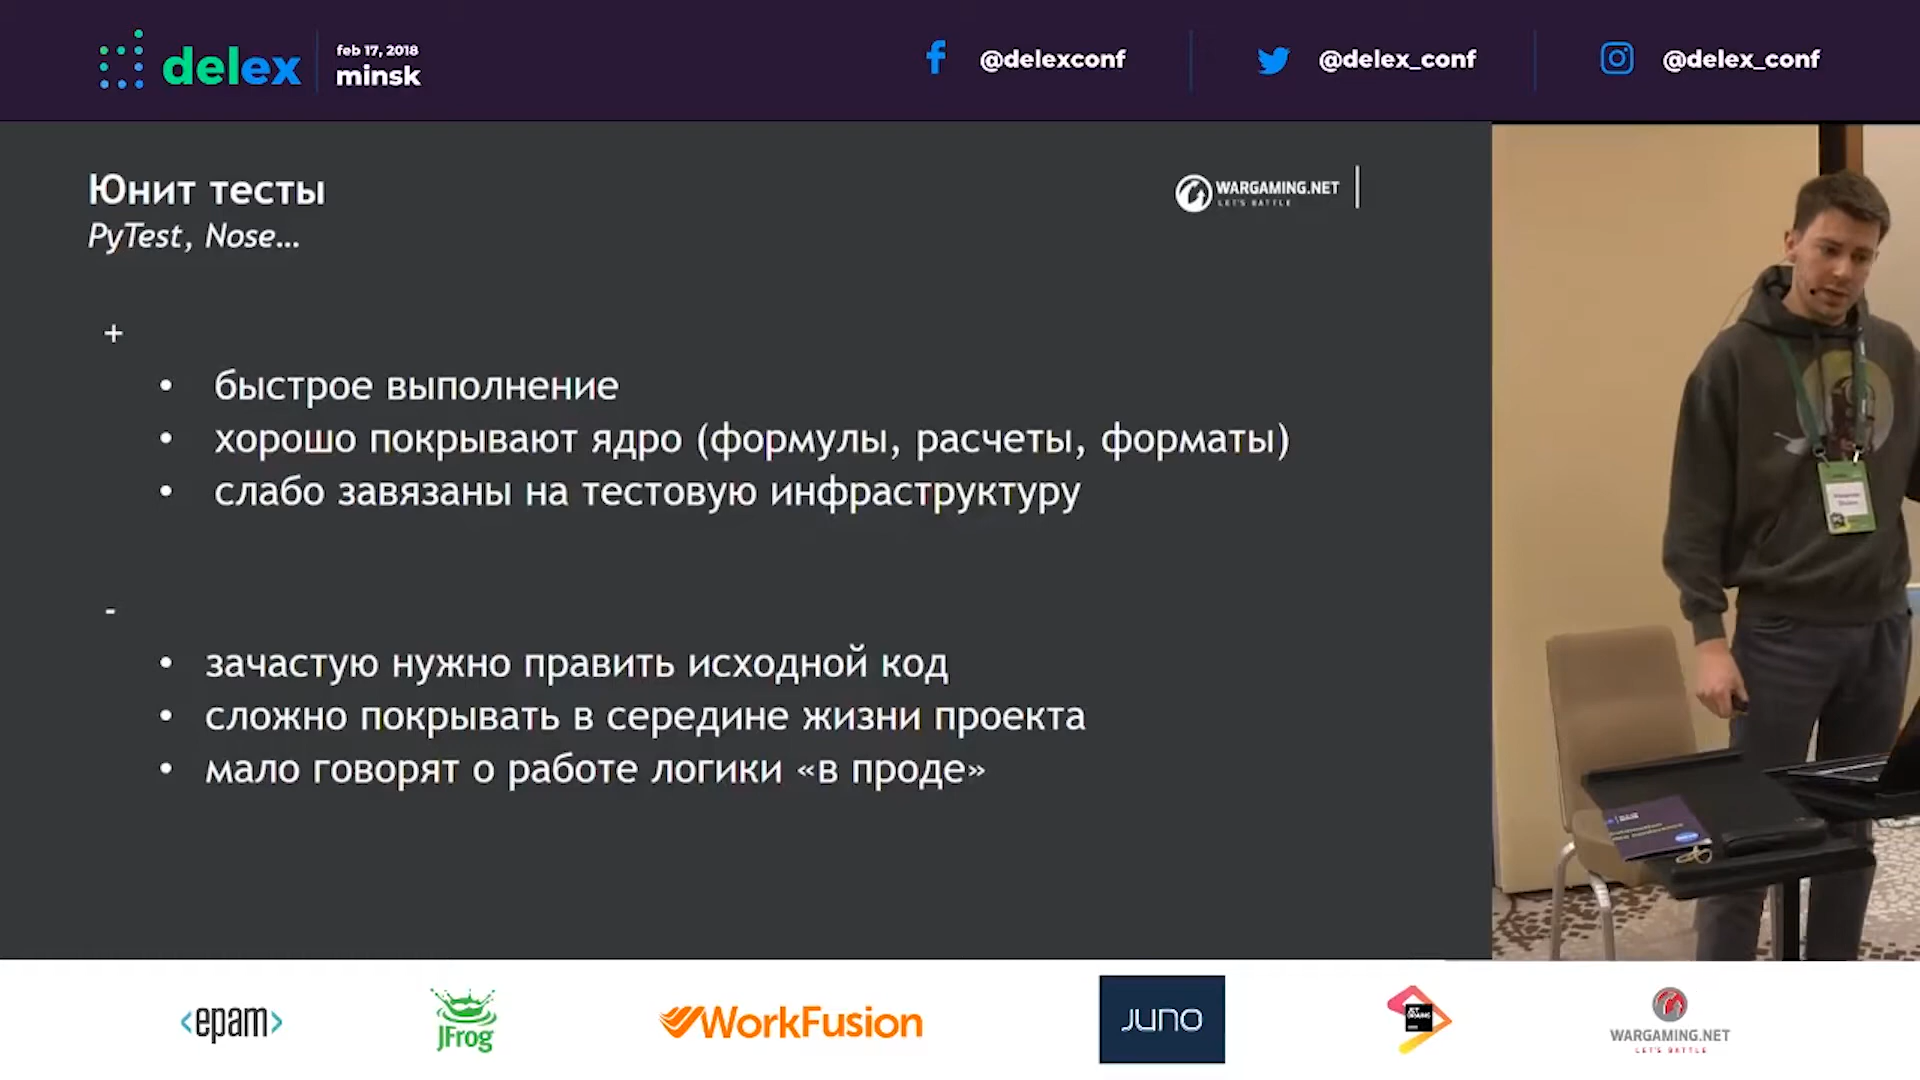 delex
feb 17, 2018
minsk
@delexconf
@delex_conf
@delex_conf
Юнит тесты
PyTest, Nose...
WARGAMING.NET
LET'S BATTLE
+
• быстрое выполнение
• хорошо покрывают ядро (формулы, расчеты, форматы)
• слабо завязаны на тестовую инфраструктуру
-
• зачастую нужно править исходной код
• сложно покрывать в середине жизни проекта
• мало говорят о работе логики «в проде»
<epam>
JFrog
WorkFusion
JUNO
JET
BRAINS
WARGAMING.NET
LET'S BATTLE